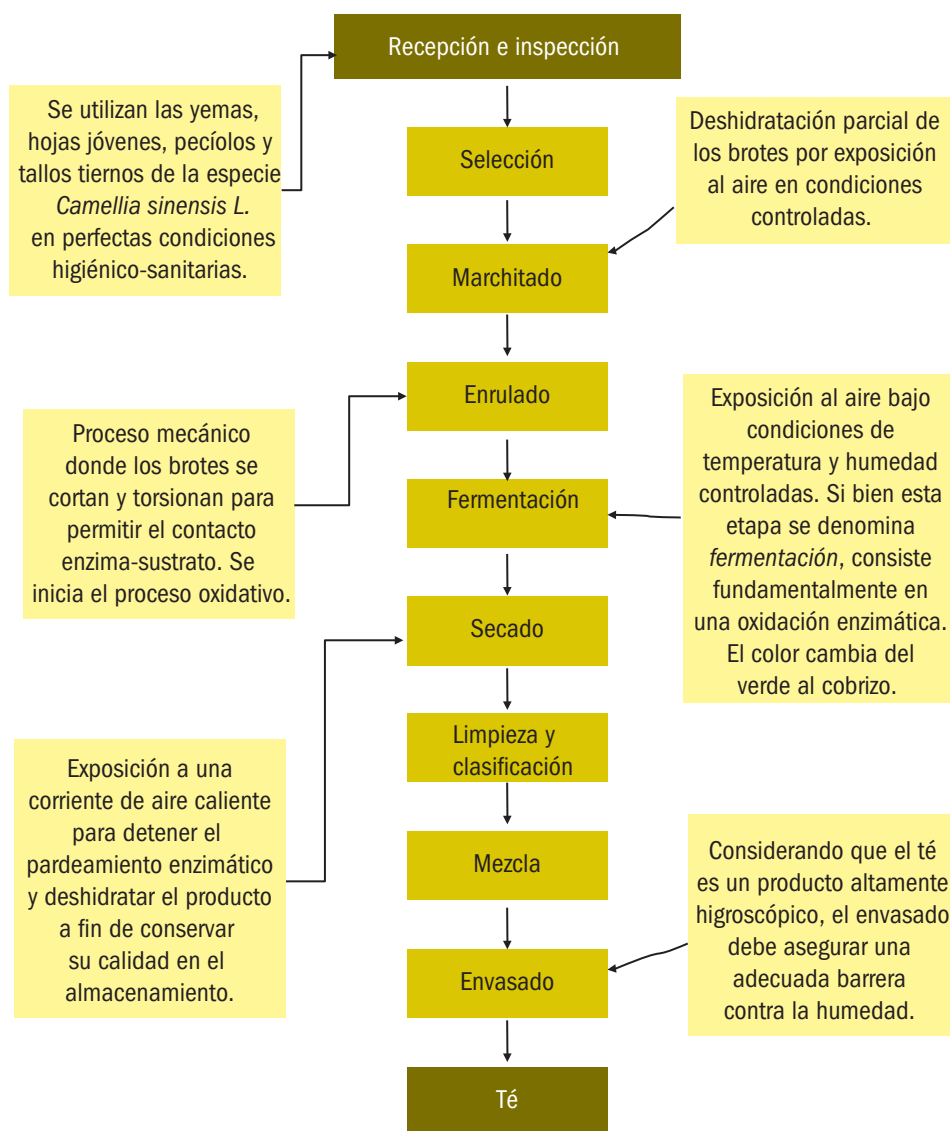 Recepción e inspección
Se utilizan las yemas,
hojas jóvenes, pecíolos y
tallos tiernos de la especie
Camellia sinensis L.
en perfectas condiciones
higiénico-sanitarias.
Selección
Deshidratación parcial de
los brotes por exposición
al aire en condiciones
controladas.
Marchitado
Enrulado
Proceso mecánico
donde los brotes se
cortan y torsionan para
permitir el contacto
enzima-sustrato. Se
inicia el proceso oxidativo.
Fermentación
Exposición al aire bajo
condiciones de
temperatura y humedad
controladas. Si bien esta
etapa se denomina
fermentación, consiste
fundamentalmente en
una oxidación enzimática.
El color cambia del
verde al cobrizo.
Secado
Exposición a una
corriente de aire caliente
para detener el
pardeamiento enzimático
y deshidratar el producto
a fin de conservar
su calidad en el
almacenamiento.
Limpieza y
clasificación
Mezcla
Envasado
Considerando que el té
es un producto altamente
higroscópico, el envasado
debe asegurar una
adecuada barrera
contra la humedad.
Té